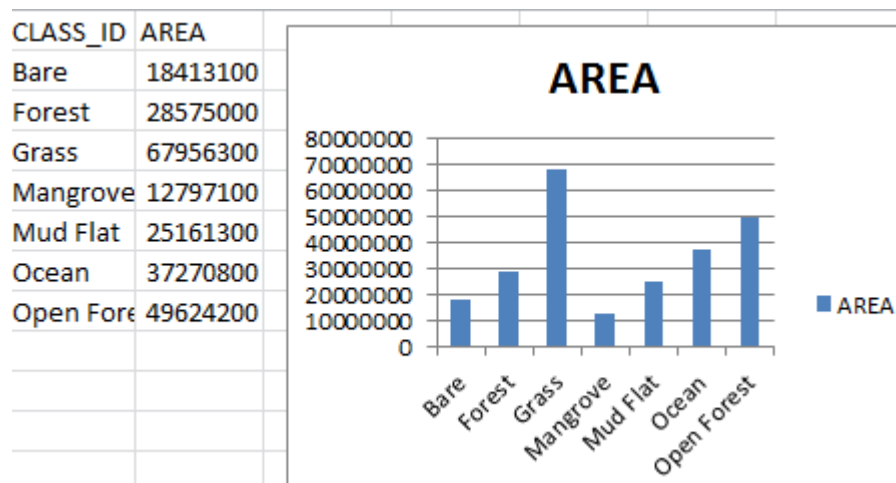 CLASS_ID AREA
Bare 18413100
Forest 28575000
Grass 67956300
Mangrove 12797100
Mud Flat 25161300
Ocean 37270800
Open Fore 49624200
AREA
80000000
70000000
60000000
50000000
40000000
30000000
20000000
10000000
0
Bare
Forest
Grass
Mangrove
Mud Flat
Ocean
Open Forest
AREA